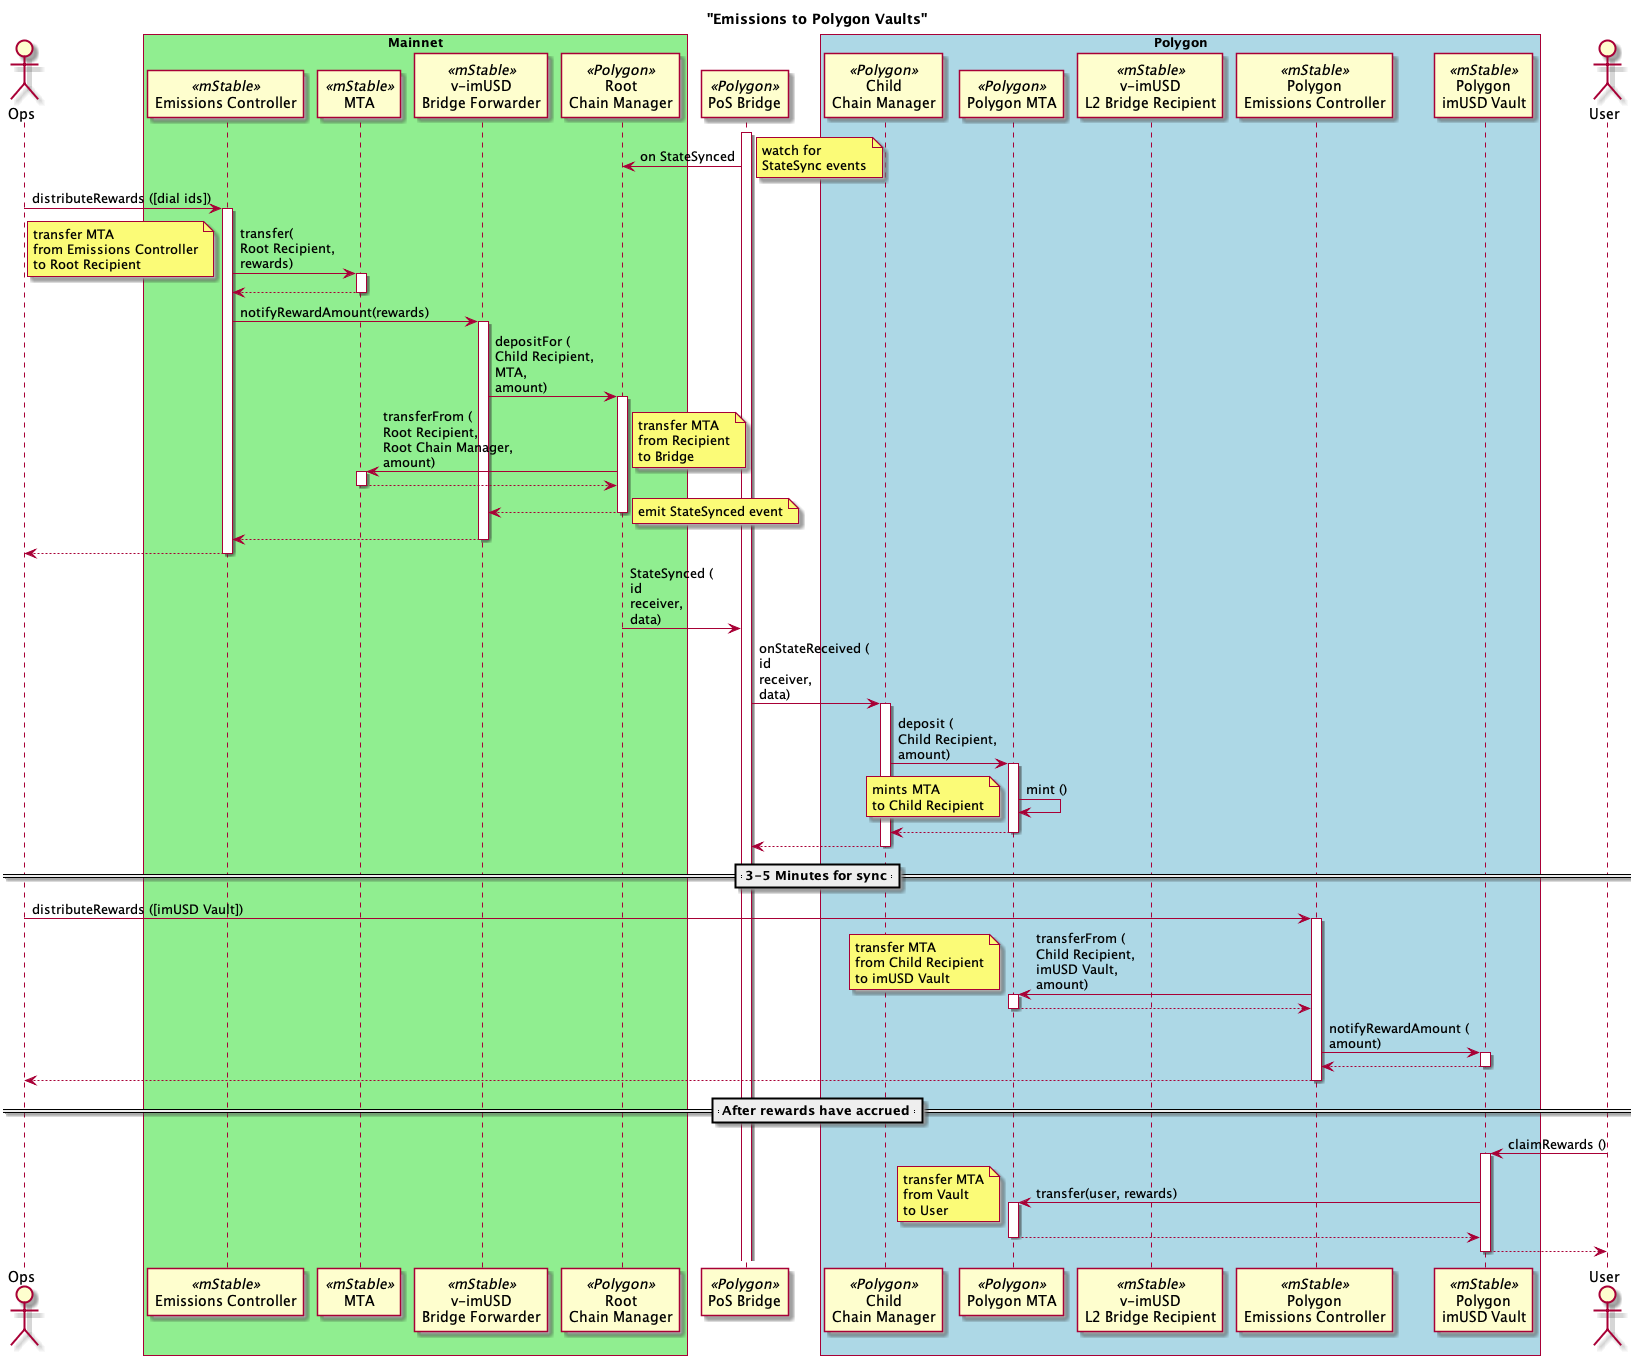 "Emissions to Polygon Vaults"
Mainnet
Polygon
Ops
«mStable»
Emissions Controller
«mStable»
MTA
«mStable»
v-imUSD
Bridge Forwarder
«Polygon»
Root
Chain Manager
«Polygon»
PoS Bridge
«Polygon»
Child
Chain Manager
«Polygon»
Polygon MTA
«mStable»
v-imUSD
L2 Bridge Recipient
«mStable»
Polygon
Emissions Controller
«mStable»
Polygon
imUSD Vault
User
on StateSynced
watch for
StateSync events
distributeRewards ([dial ids])
transfer MTA
from Emissions Controller
to Root Recipient
transfer(
Root Recipient,
rewards)
notifyRewardAmount(rewards)
depositFor (
Child Recipient,
MTA,
amount)
transferFrom (
Root Recipient,
Root Chain Manager,
amount)
transfer MTA
from Recipient
to Bridge
emit StateSynced event
StateSynced (
id
receiver,
data)
onStateReceived (
id
receiver,
data)
deposit (
Child Recipient,
amount)
mints MTA
to Child Recipient
mint ()
3-5 Minutes for sync
distributeRewards ([imUSD Vault])
transfer MTA
from Child Recipient
to imUSD Vault
transferFrom (
Child Recipient,
imUSD Vault,
amount)
notifyRewardAmount (
amount)
After rewards have accrued
claimRewards ()
transfer MTA
from Vault
to User
transfer(user, rewards)
Ops
«mStable»
Emissions Controller
«mStable»
MTA
«mStable»
v-imUSD
Bridge Forwarder
«Polygon»
Root
Chain Manager
«Polygon»
PoS Bridge
«Polygon»
Child
Chain Manager
«Polygon»
Polygon MTA
«mStable»
v-imUSD
L2 Bridge Recipient
«mStable»
Polygon
Emissions Controller
«mStable»
Polygon
imUSD Vault
User